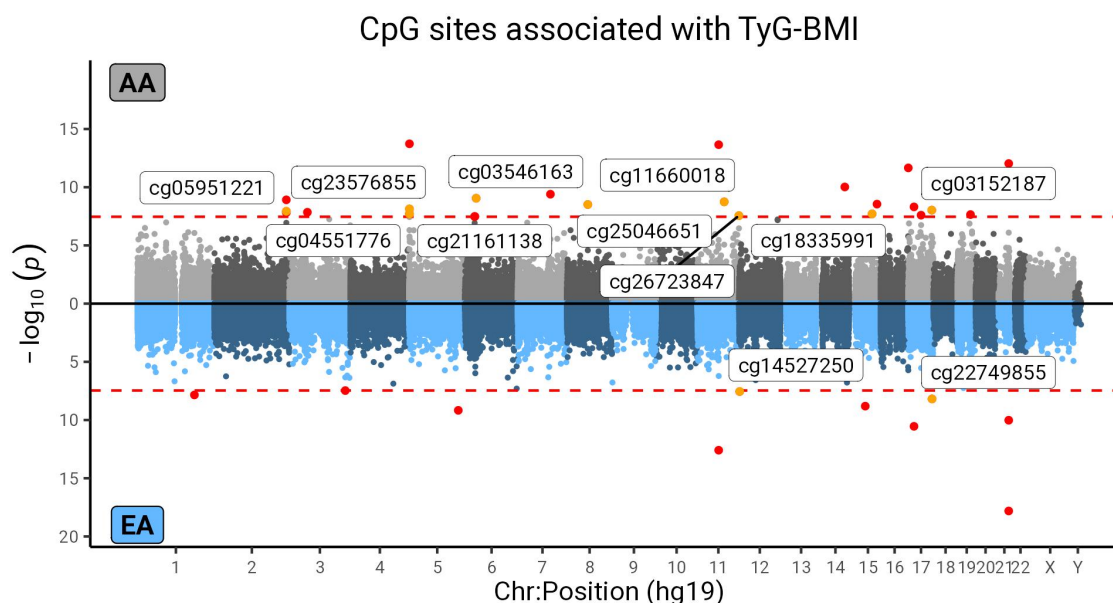 CpG sites associated with TyG-BMI
AA
15
cg03546163
cg11660018
cg23576855
cg03152187
cg05951221
10
cg25046651
cg04551776
cg21161138
cg18335991
5
cg26723847
− log10 (p)
0
cg14527250
5
cg22749855
10
15
EA
20
1 2 3 4 5 6 7 8 9 10 11 12 13 14 15 16 17 18 19 20 21 22 X Y
Chr:Position (hg19)